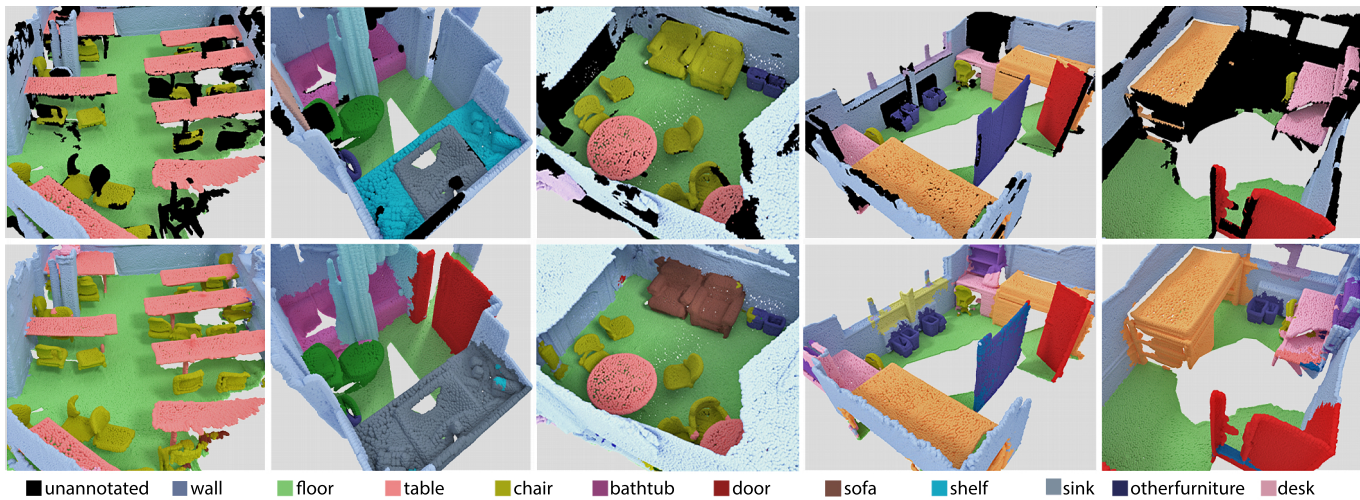 unannotated wall floor table chair bathtub door sofa shelf sink otherfurniture desk